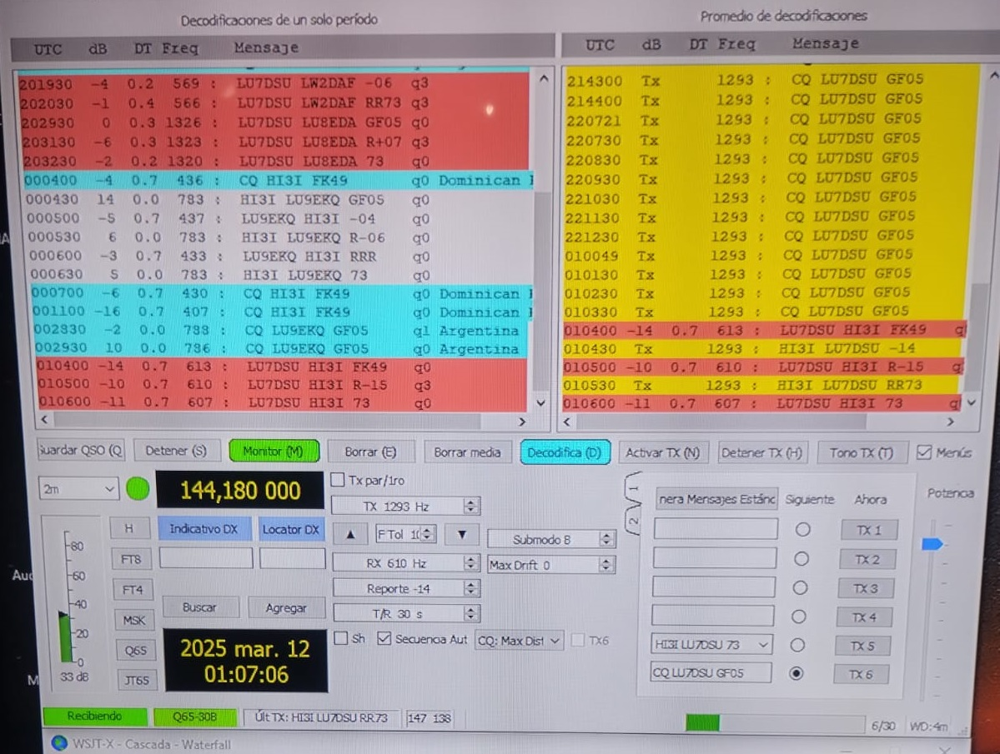 Decodificaciones de un solo período
UTC dB DT Freq Mensaje
201930 -4 0.2 569 : LU7DSU LW2DAF -06 q3
202030 -1 0.4 566 : LU7DSU LW2DAF RR73 q3
202930 0 0.3 1326 : LU7DSU LU8EDA GF05 q0
203130 -6 0.3 1323 : LU7DSU LU8EDA R+07 q3
203230 -2 0.2 1320 : LU7DSU LU8EDA 73 q0
000400 -4 0.7 436 : CQ HI3I FK49 q0 Dominican
000430 14 0.0 783 : HI3I LU9EKQ GF05 q0
000500 -5 0.7 437 : LU9EKQ HI3I -04 q0
000530 6 0.0 783 : HI3I LU9EKQ R-06 q0
000600 -3 0.7 433 : LU9EKQ HI3I RRR q0
000630 5 0.0 783 : HI3I LU9EKQ 73 q0
000700 -6 0.7 430 : CQ HI3I FK49 q0 Dominican
001100 -16 0.7 407 : CQ HI3I FK49 q0 Dominican
002830 -2 0.0 788 : CQ LU9EKQ GF05 q1 Argentina
002930 10 0.0 786 : CQ LU9EKQ GF05 q0 Argentina
010400 -14 0.7 613 : LU7DSU HI3I FK49 q0
010500 -10 0.7 610 : LU7DSU HI3I R-15 q3
010600 -11 0.7 607 : LU7DSU HI3I 73 q0
Promedio de decodificaciones
UTC dB DT Freq Mensaje
214300 Tx 1293 : CQ LU7DSU GF05
214400 Tx 1293 : CQ LU7DSU GF05
220721 Tx 1293 : CQ LU7DSU GF05
220730 Tx 1293 : CQ LU7DSU GF05
220830 Tx 1293 : CQ LU7DSU GF05
220930 Tx 1293 : CQ LU7DSU GF05
221030 Tx 1293 : CQ LU7DSU GF05
221130 Tx 1293 : CQ LU7DSU GF05
221230 Tx 1293 : CQ LU7DSU GF05
010049 Tx 1293 : CQ LU7DSU GF05
010130 Tx 1293 : CQ LU7DSU GF05
010230 Tx 1293 : CQ LU7DSU GF05
010330 Tx 1293 : CQ LU7DSU GF05
010400 -14 0.7 613 : LU7DSU HI3I FK49 q
010430 Tx 1293 : HI3I LU7DSU -14
010500 -10 0.7 610 : LU7DSU HI3I R-15 q
010530 Tx 1293 : HI3I LU7DSU RR73
010600 -11 0.7 607 : LU7DSU HI3I 73 q
Guardar QSO (Q Detener (S) Monitor (M) Borrar (E) Borrar media Decodifica (D) Activar TX (N) Detener TX (H) Tono TX (T) Menús
2m 144,180 000
Tx par/1ro
TX 1293 Hz
F Tol 10
RX 610 Hz
Reporte -14
T/R 30 s
Submodo B
Max Drift 0
Sh Secuencia Aut CQ: Max Dist TX6
H
FT8
FT4
MSK
Q65
JT65
Indicativo DX Locator DX
Buscar Agregar
2025 mar. 12
01:07:06
80
60
40
20
0
33 dB
1
2
nera Mensajes Estánd Siguiente Ahora
TX 1
TX 2
TX 3
TX 4
HI3I LU7DSU 73 TX 5
CQ LU7DSU GF05 TX 6
Potencia
Recibiendo Q65-30B Últ TX: HI3I LU7DSU RR73 147 138 6/30 WD:4m
WSJT-X - Cascada - Waterfall